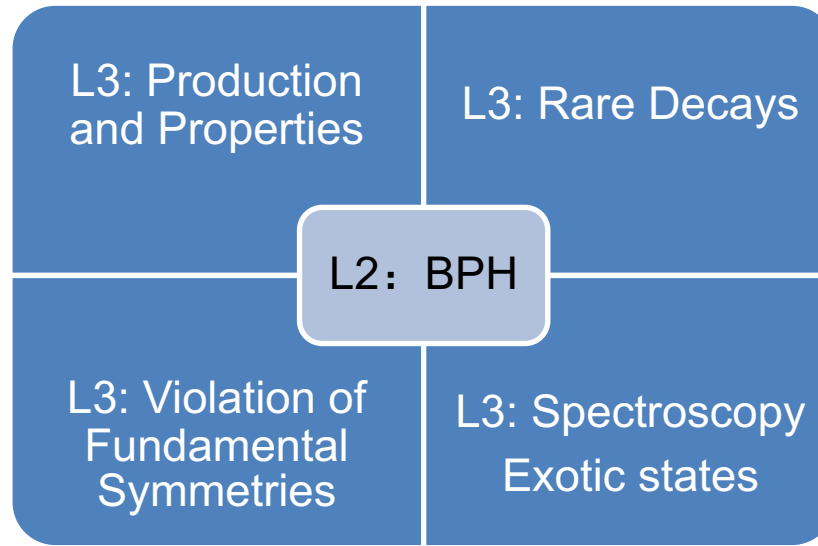 L3: Production
and Properties
L3: Rare Decays
L2：BPH
L3: Violation of
Fundamental
Symmetries
L3: Spectroscopy
Exotic states